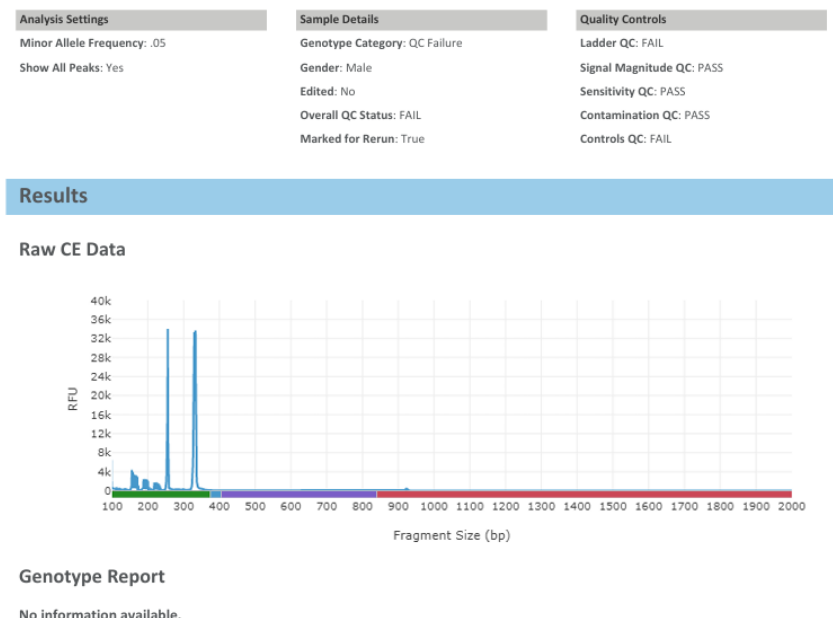 Analysis Settings
Minor Allele Frequency: .05
Show All Peaks: Yes
Sample Details
Genotype Category: QC Failure
Gender: Male
Edited: No
Overall QC Status: FAIL
Marked for Rerun: True
Quality Controls
Ladder QC: FAIL
Signal Magnitude QC: PASS
Sensitivity QC: PASS
Contamination QC: PASS
Controls QC: FAIL
Results
Raw CE Data
40k
36k
32k
28k
24k
20k
16k
12k
8k
4k
0
RFU
100 200 300 400 500 600 700 800 900 1000 1100 1200 1300 1400 1500 1600 1700 1800 1900 2000
Fragment Size (bp)
Genotype Report
No information available.